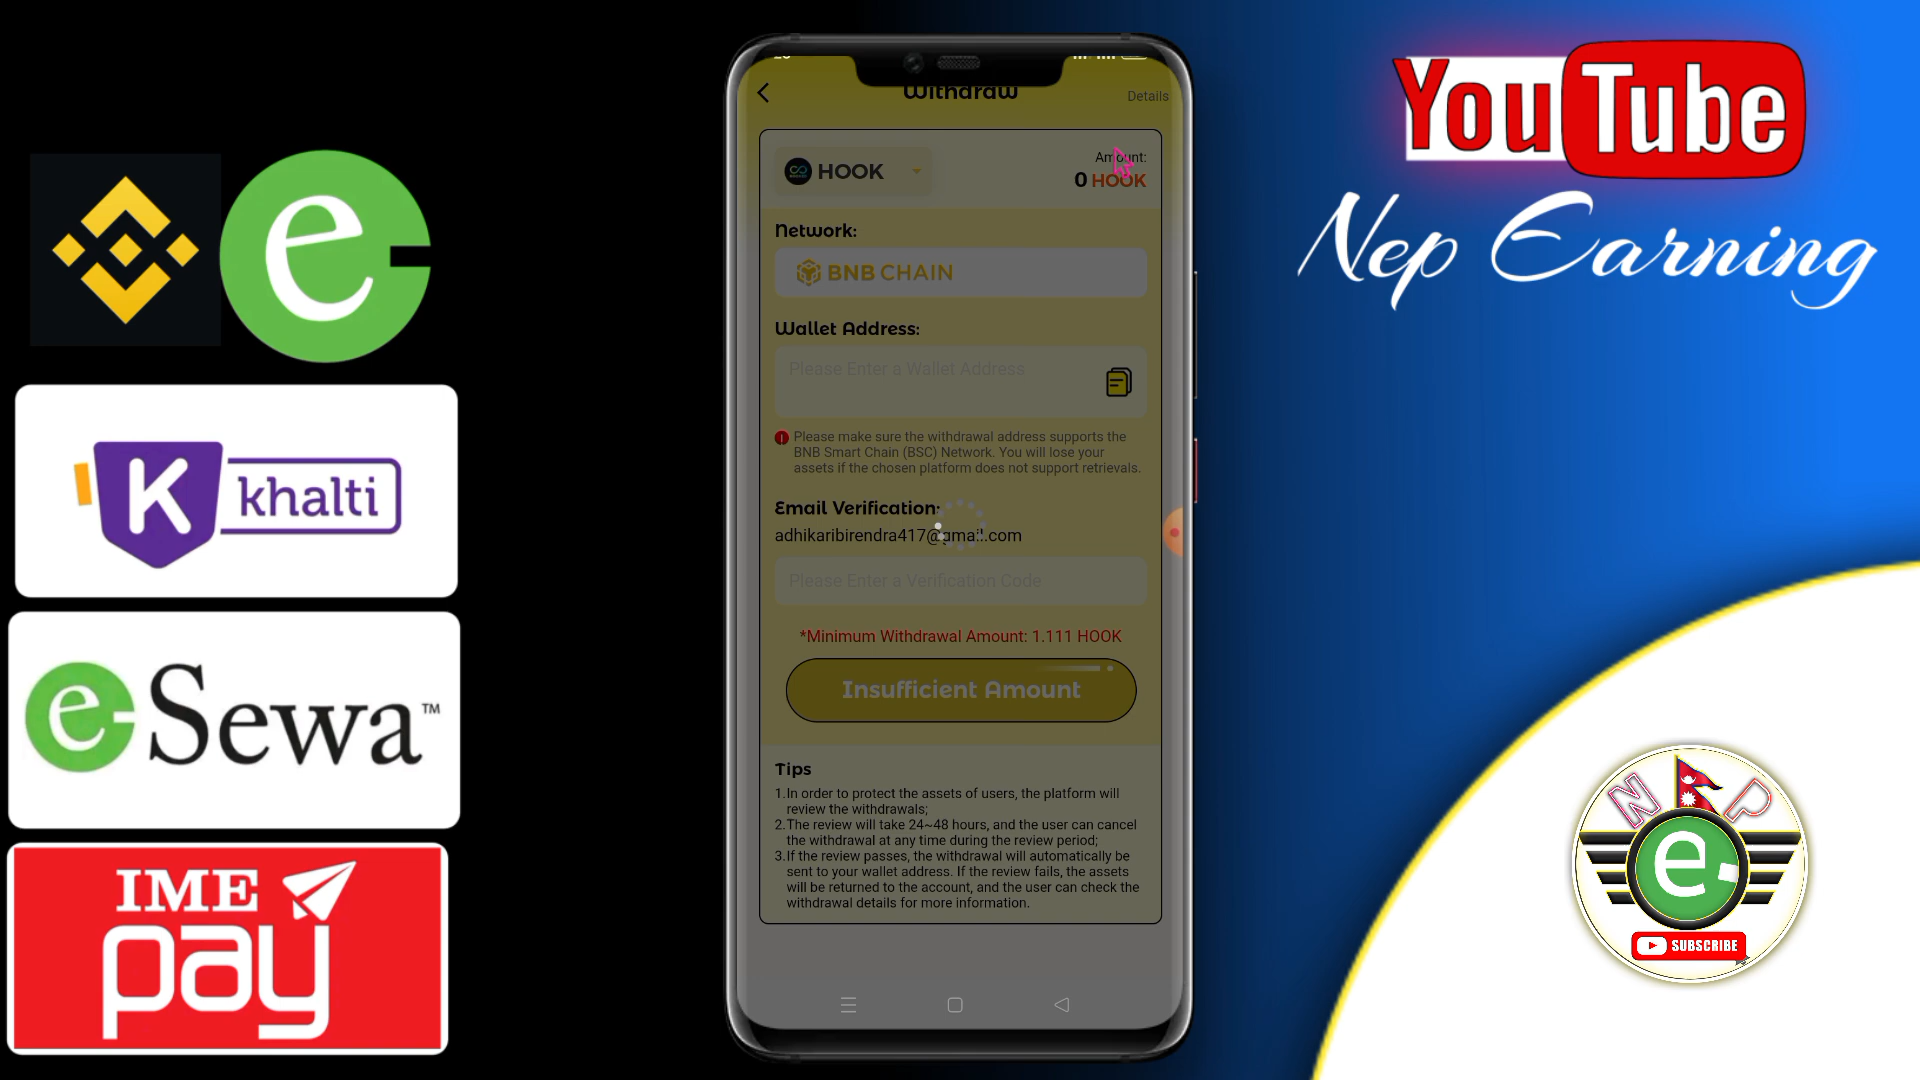 YouTube
Nep Earning
e
K khalti
eSewa™
IME
pay
Withdraw
Details
HOOK
Amount:
0 HOOK
Network:
BNB CHAIN
Wallet Address:
Please Enter a Wallet Address
Please make sure the withdrawal address supports the
BNB Smart Chain (BSC) Network. You will lose your
assets if the chosen platform does not support retrievals.
Email Verification:
adhikaribirendra417@gmail.com
Please Enter a Verification Code
*Minimum Withdrawal Amount: 1.111 HOOK
Insufficient Amount
Tips
1.In order to protect the assets of users, the platform will
review the withdrawals;
2.The review will take 24~48 hours, and the user can cancel
the withdrawal at any time during the review period;
3.If the review passes, the withdrawal will automatically be
sent to your wallet address. If the review fails, the assets
will be returned to the account, and the user can check the
withdrawal details for more information.
N P
e
SUBSCRIBE